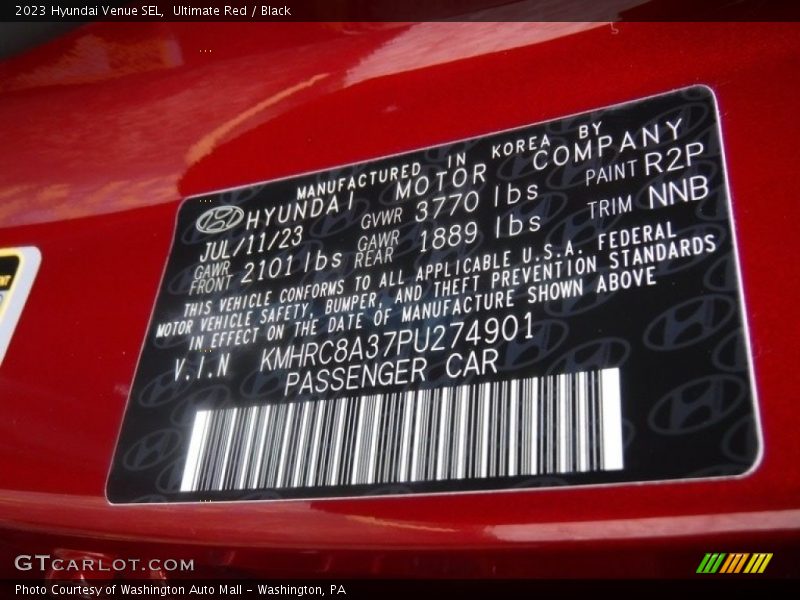 2023 Hyundai Venue SEL, Ultimate Red / Black
MANUFACTURED IN KOREA BY
HYUNDAI MOTOR COMPANY
JUL/11/23 GVWR 3770 lbs PAINT R2P
GAWR FRONT 2101 lbs GAWR REAR 1889 lbs TRIM NNB
THIS VEHICLE CONFORMS TO ALL APPLICABLE U.S.A. FEDERAL
MOTOR VEHICLE SAFETY, BUMPER, AND THEFT PREVENTION STANDARDS
IN EFFECT ON THE DATE OF MANUFACTURE SHOWN ABOVE
V.I.N KMHRC8A37PU274901
PASSENGER CAR
GTCARLOT.COM
Photo Courtesy of Washington Auto Mall - Washington, PA